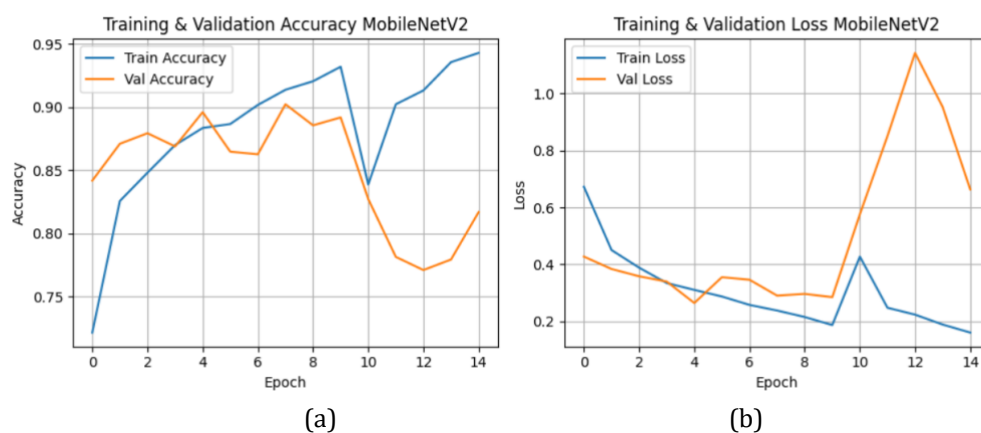 Training & Validation Accuracy MobileNetV2
Train Accuracy
Val Accuracy
Accuracy
0.95
0.90
0.85
0.80
0.75
0 2 4 6 8 10 12 14
Epoch
(a)
Training & Validation Loss MobileNetV2
Train Loss
Val Loss
Loss
1.0
0.8
0.6
0.4
0.2
0 2 4 6 8 10 12 14
Epoch
(b)